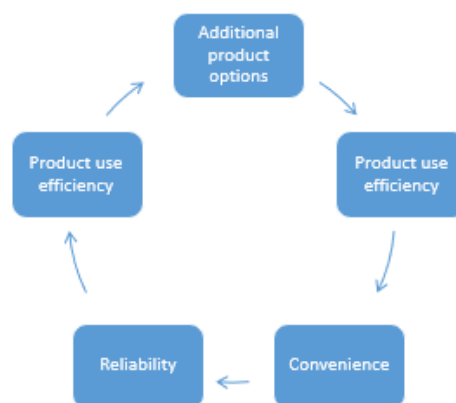 Additional
product
options
Product use
efficiency
Product use
efficiency
Reliability
Convenience